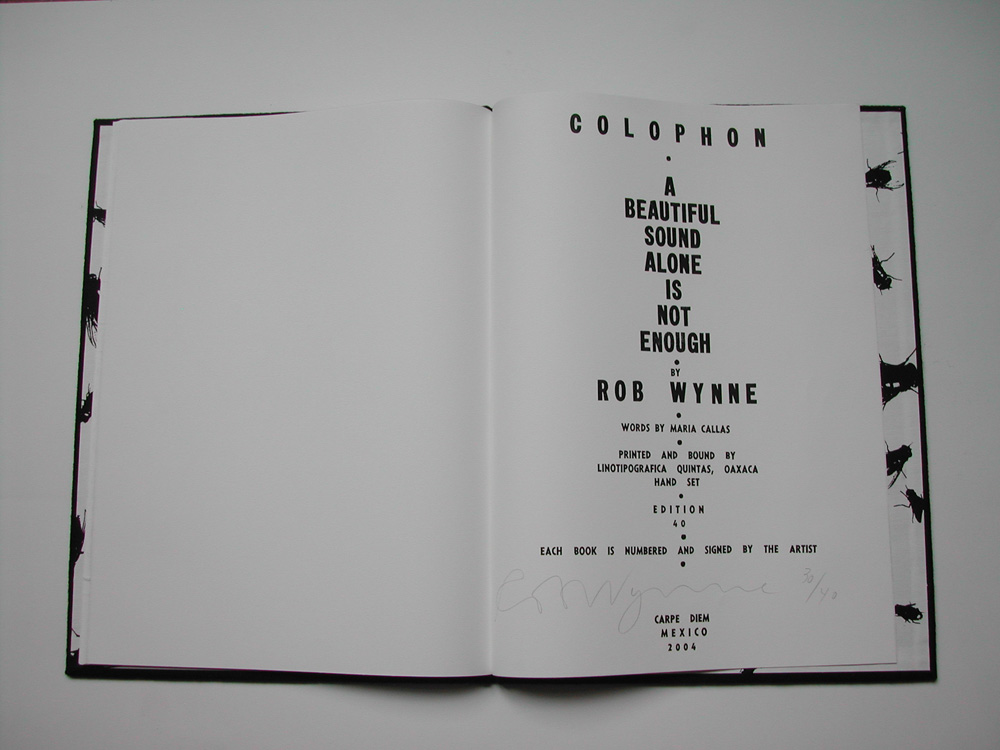 COLOPHON
A
BEAUTIFUL
SOUND
ALONE
IS
NOT
ENOUGH
BY
ROB WYNNE
WORDS BY MARIA CALLAS
PRINTED AND BOUND BY
LINOTIPOGRAFICA QUINTAS, OAXACA
HAND SET
EDITION
40
EACH BOOK IS NUMBERED AND SIGNED BY THE ARTIST
Rob Wynne 30/40
CARPE DIEM
MEXICO
2004